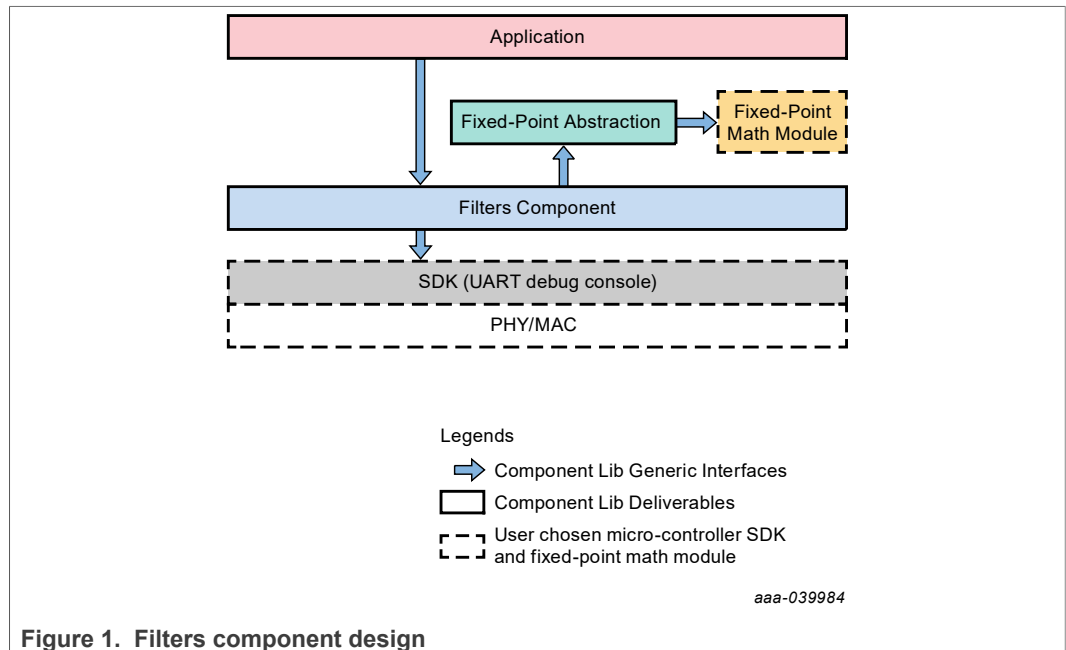 Application
Fixed-Point Abstraction
Fixed-Point
Math Module
Filters Component
SDK (UART debug console)
PHY/MAC
Legends
Component Lib Generic Interfaces
Component Lib Deliverables
User chosen micro-controller SDK
and fixed-point math module
aaa-039984
Figure 1. Filters component design